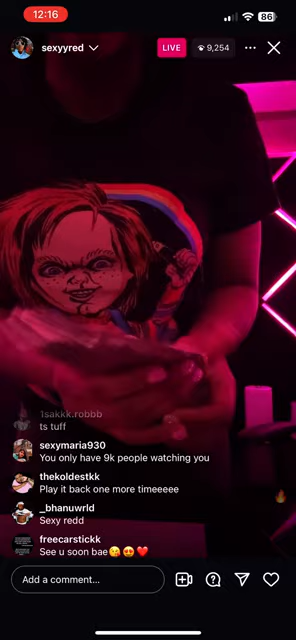 12:16
86
sexyyred
LIVE
9,254
1sakkk.robbb
ts tuff
sexymaria930
You only have 9k people watching you
thekoldestkk
Play it back one more timeeeee
_bhanuwrld
Sexy redd
freecarstickk
See u soon bae😘😍❤️
Add a comment...